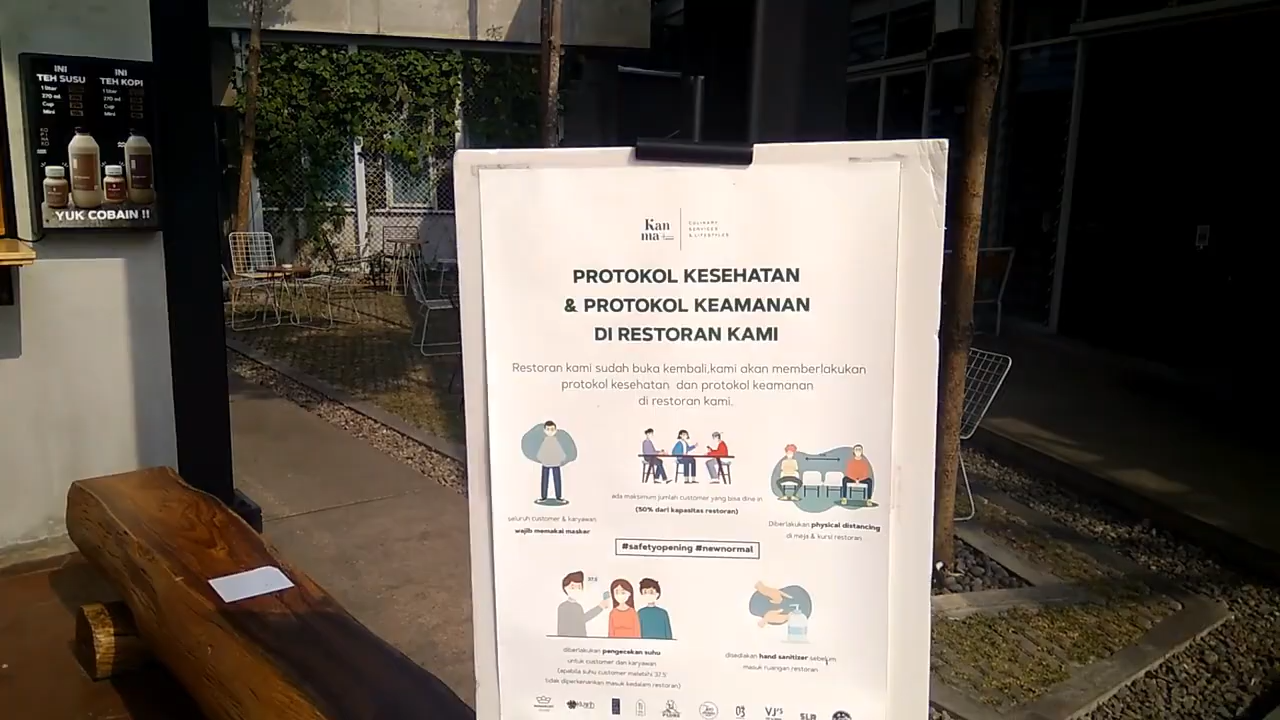 INI
TEH SUSU
1 liter
270 ml
Cup
Mini
INI
TEH KOPI
1 liter
270 ml
Cup
Mini
YUK COBAIN !!
Kan
ma
CULINARY
SERVICES
& LIFESTYLES
PROTOKOL KESEHATAN
& PROTOKOL KEAMANAN
DI RESTORAN KAMI
Restoran kami sudah buka kembali,kami akan memberlakukan
protokol kesehatan dan protokol keamanan
di restoran kami.
seluruh customer & karyawan
wajib memakai masker
ada maksimum jumlah customer yang bisa dine in
(50% dari kapasitas restoran)
Diberlakukan physical distancing
di meja & kursi restoran
#safetyopening #newnormal
37.5
diberlakukan pengecekan suhu
untuk customer dan karyawan
(apabila suhu customer melebihi 37.5
tidak diperkenankan masuk kedalam restoran)
disediakan hand sanitizer sebelum
masuk ruangan restoran
VJ's
SLR